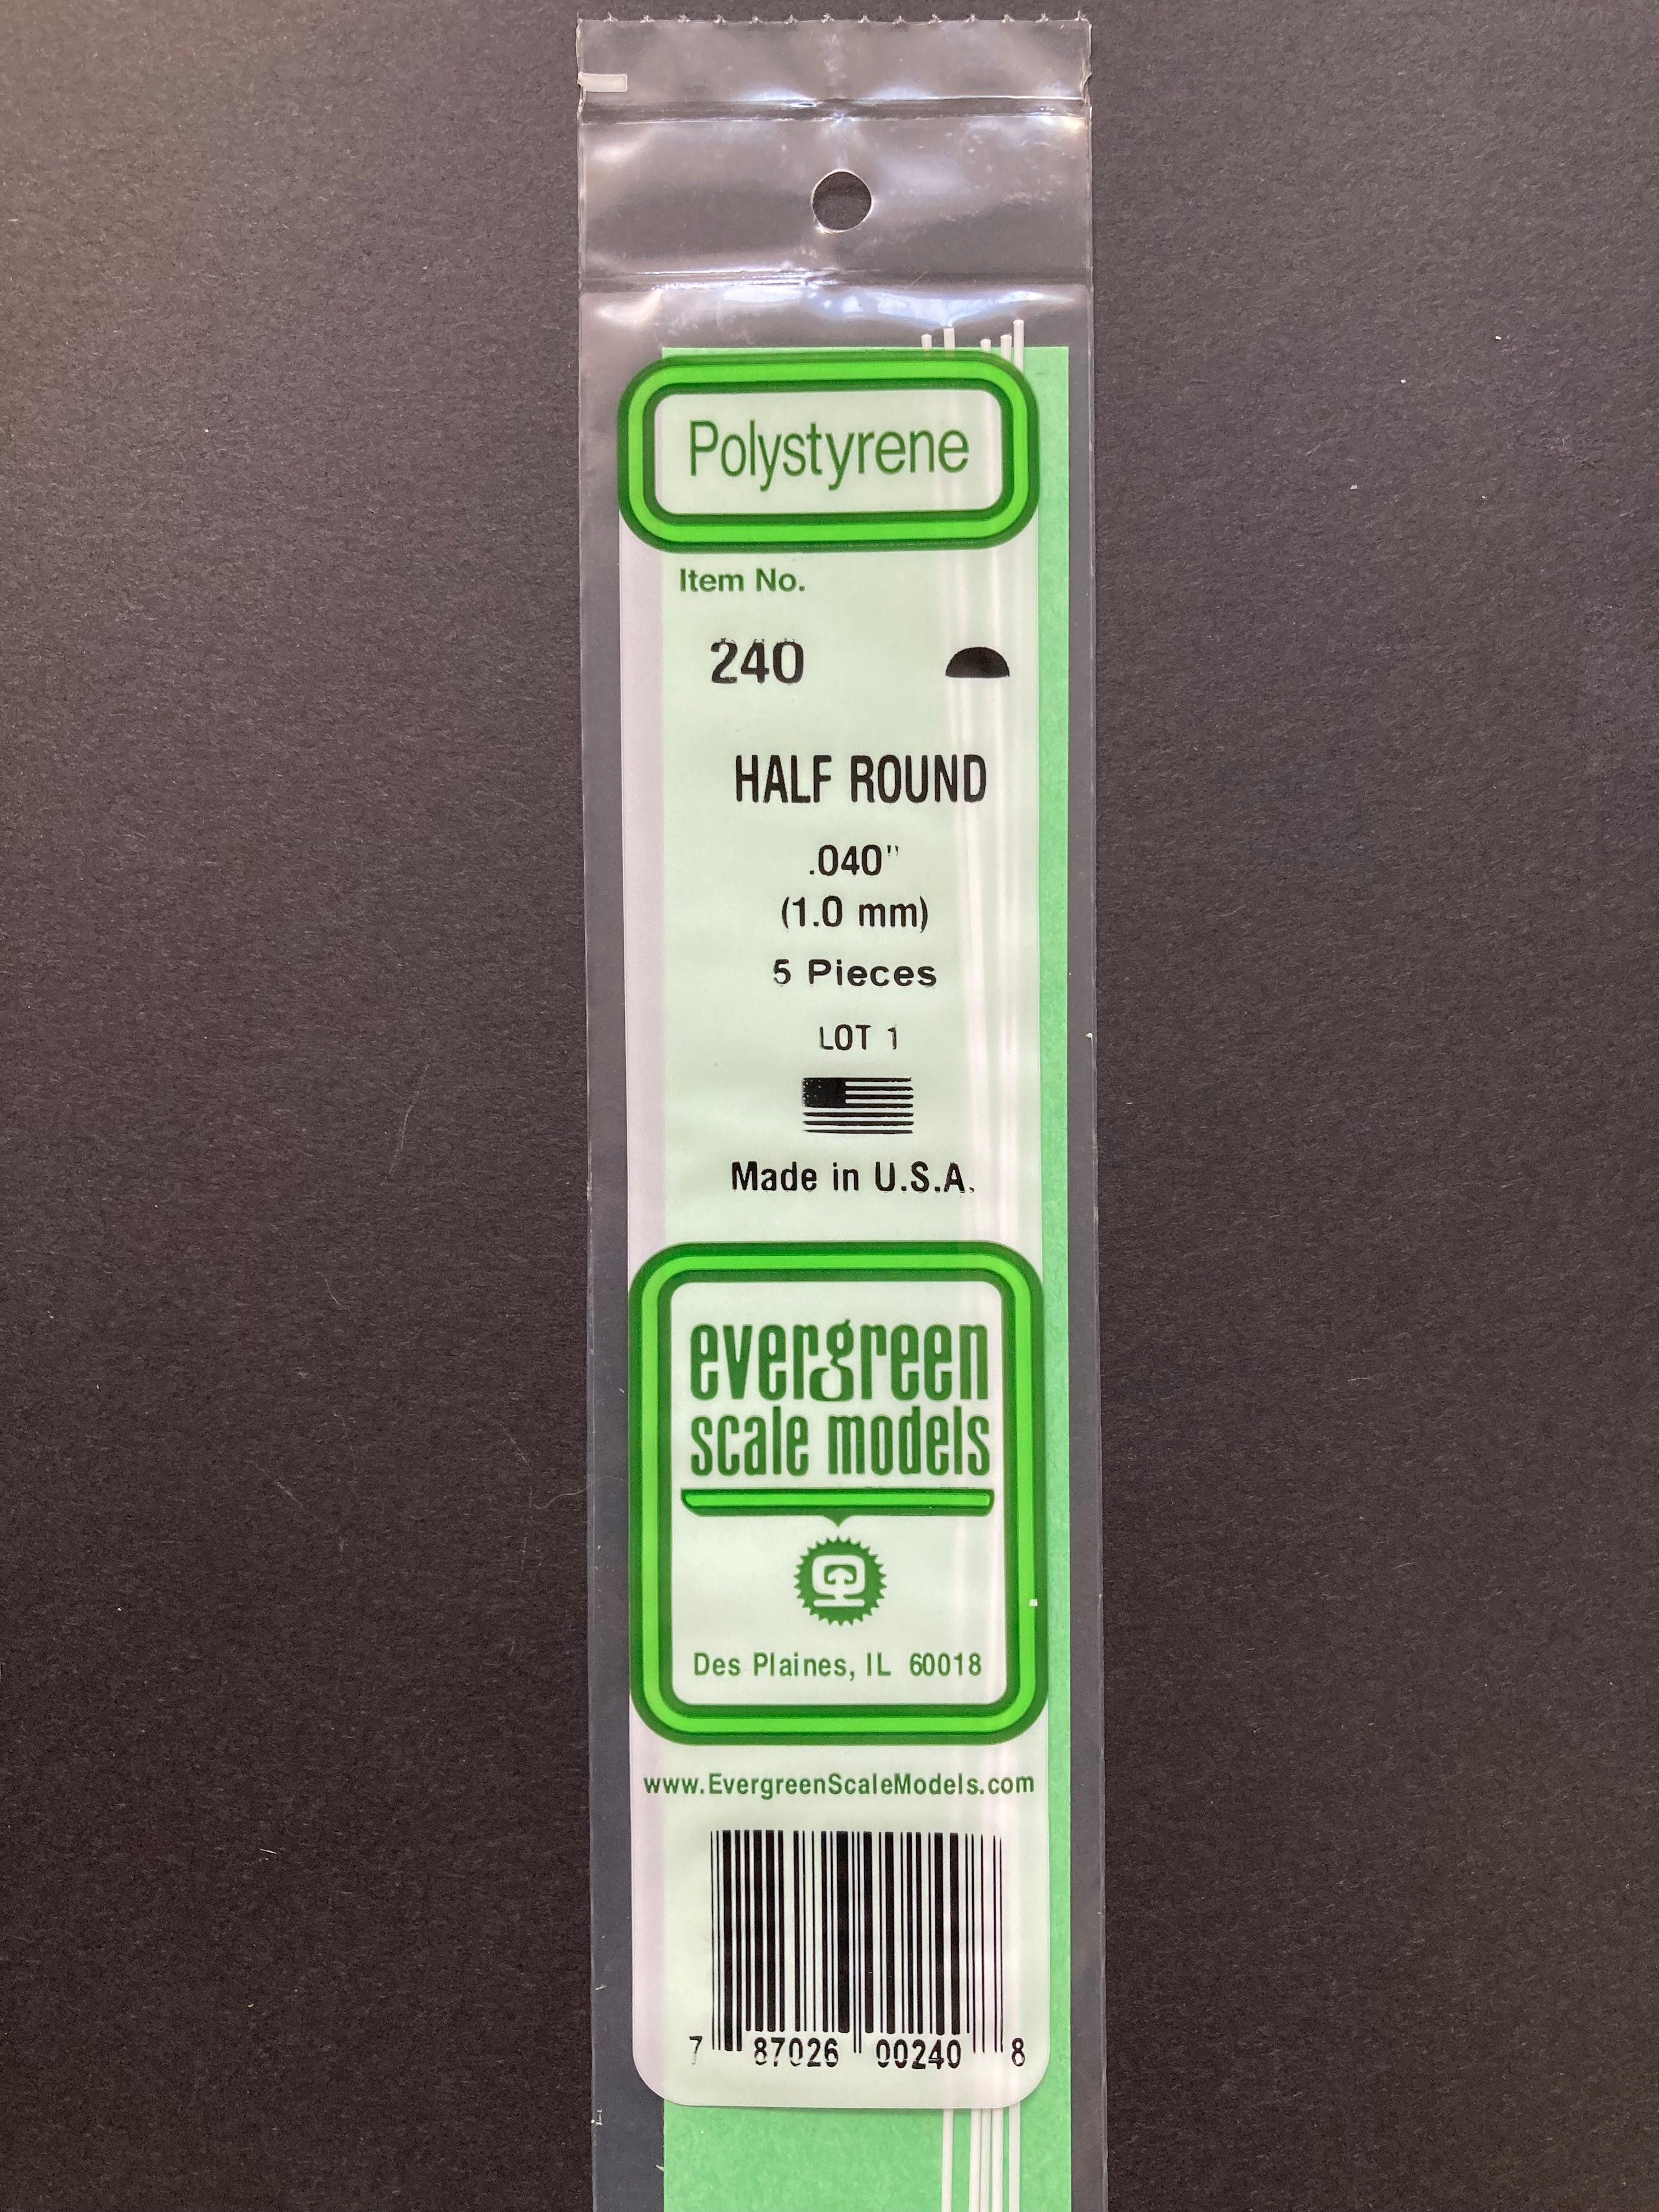 Polystyrene
Item No.
240
HALF ROUND
.040"
(1.0 mm)
5 Pieces
LOT 1
Made in U.S.A.
evergreen
scale models
Des Plaines, IL 60018
www.EvergreenScaleModels.com
7 87026 00240 8